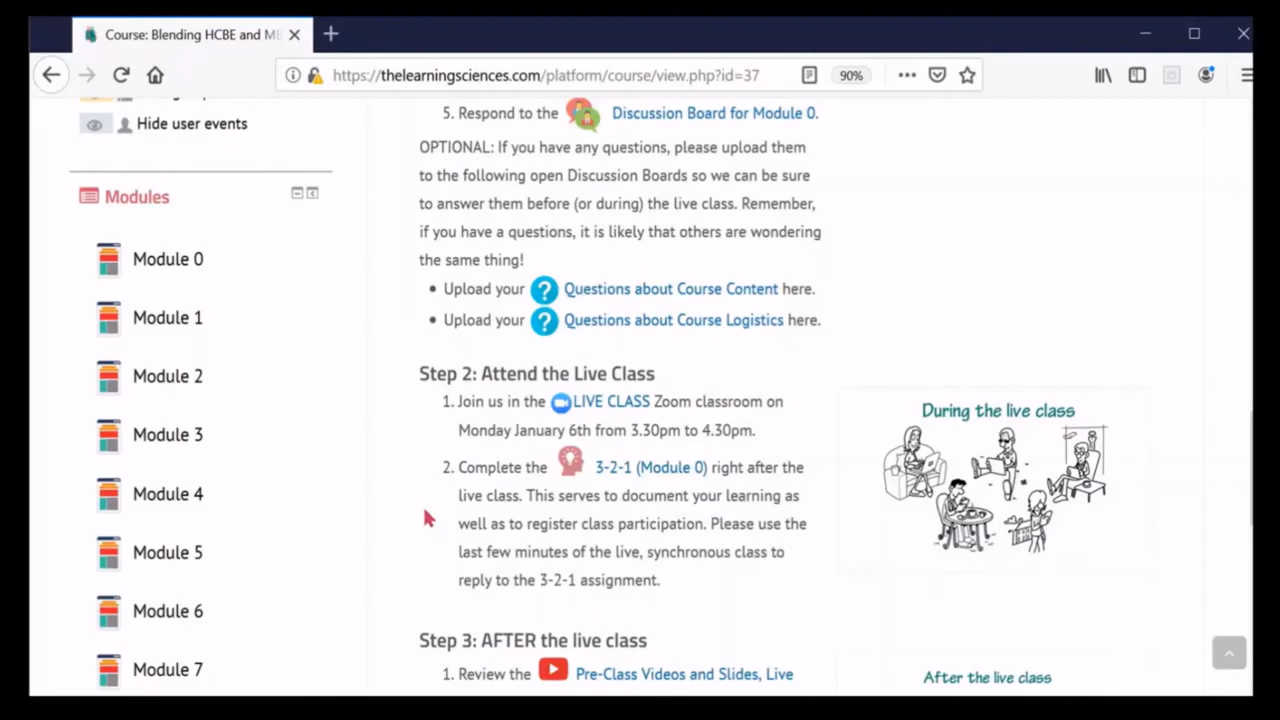 Course: Blending HCBE and ME
https://thelearningsciences.com/platform/course/view.php?id=37
90%
Hide user events
Modules
Module 0
Module 1
Module 2
Module 3
Module 4
Module 5
Module 6
Module 7
5. Respond to the Discussion Board for Module 0.
OPTIONAL: If you have any questions, please upload them
to the following open Discussion Boards so we can be sure
to answer them before (or during) the live class. Remember,
if you have a questions, it is likely that others are wondering
the same thing!
• Upload your ? Questions about Course Content here.
• Upload your ? Questions about Course Logistics here.
Step 2: Attend the Live Class
1. Join us in the LIVE CLASS Zoom classroom on
Monday January 6th from 3.30pm to 4.30pm.
2. Complete the 3-2-1 (Module 0) right after the
live class. This serves to document your learning as
well as to register class participation. Please use the
last few minutes of the live, synchronous class to
reply to the 3-2-1 assignment.
During the live class
Step 3: AFTER the live class
1. Review the Pre-Class Videos and Slides, Live
After the live class